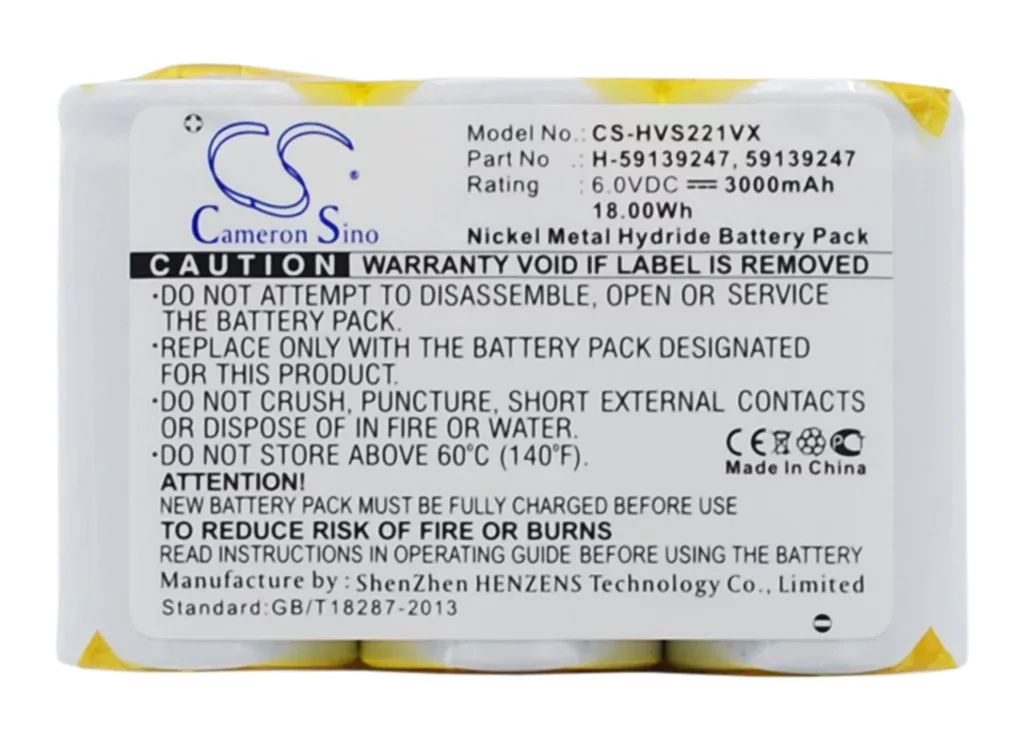 CS®
Cameron Sino
Model No.: CS-HVS221VX
Part No .: H-59139247, 59139247
Rating : 6.0VDC ⎓ 3000mAh
18.00Wh
Nickel Metal Hydride Battery Pack
CAUTION WARRANTY VOID IF LABEL IS REMOVED
·DO NOT ATTEMPT TO DISASSEMBLE, OPEN OR SERVICE
THE BATTERY PACK.
·REPLACE ONLY WITH THE BATTERY PACK DESIGNATED
FOR THIS PRODUCT.
·DO NOT CRUSH, PUNCTURE, SHORT EXTERNAL CONTACTS
OR DISPOSE OF IN FIRE OR WATER.
·DO NOT STORE ABOVE 60°C (140°F).
CE
Made In China
ATTENTION!
NEW BATTERY PACK MUST BE FULLY CHARGED BEFORE USE
TO REDUCE RISK OF FIRE OR BURNS
READ INSTRUCTIONS IN OPERATING GUIDE BEFORE USING THE BATTERY
Manufacture by : ShenZhen HENZENS Technology Co., Limited
Standard:GB/T18287-2013